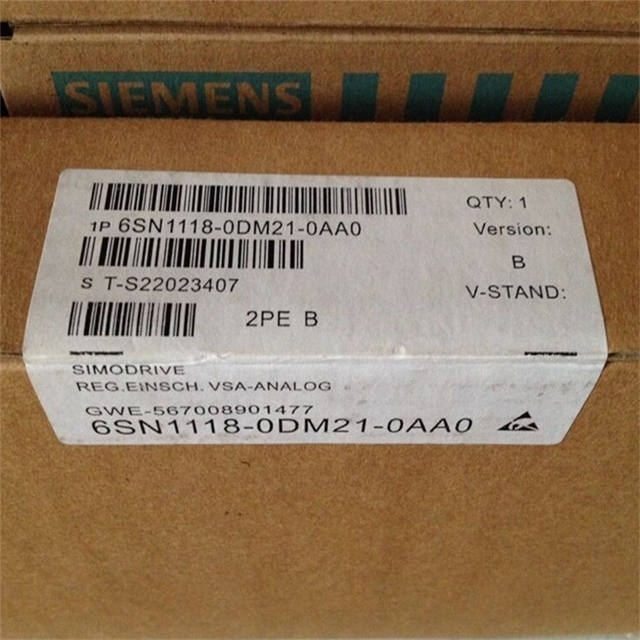 SIEMENS
QTY: 1
1P 6SN1118-0DM21-0AA0
Version:
B
S T-S22023407
V-STAND:
2PE B
SIMODRIVE
REG.EINSCH. VSA-ANALOG
GWE-567008901477
6SN1118-0DM21-0AA0